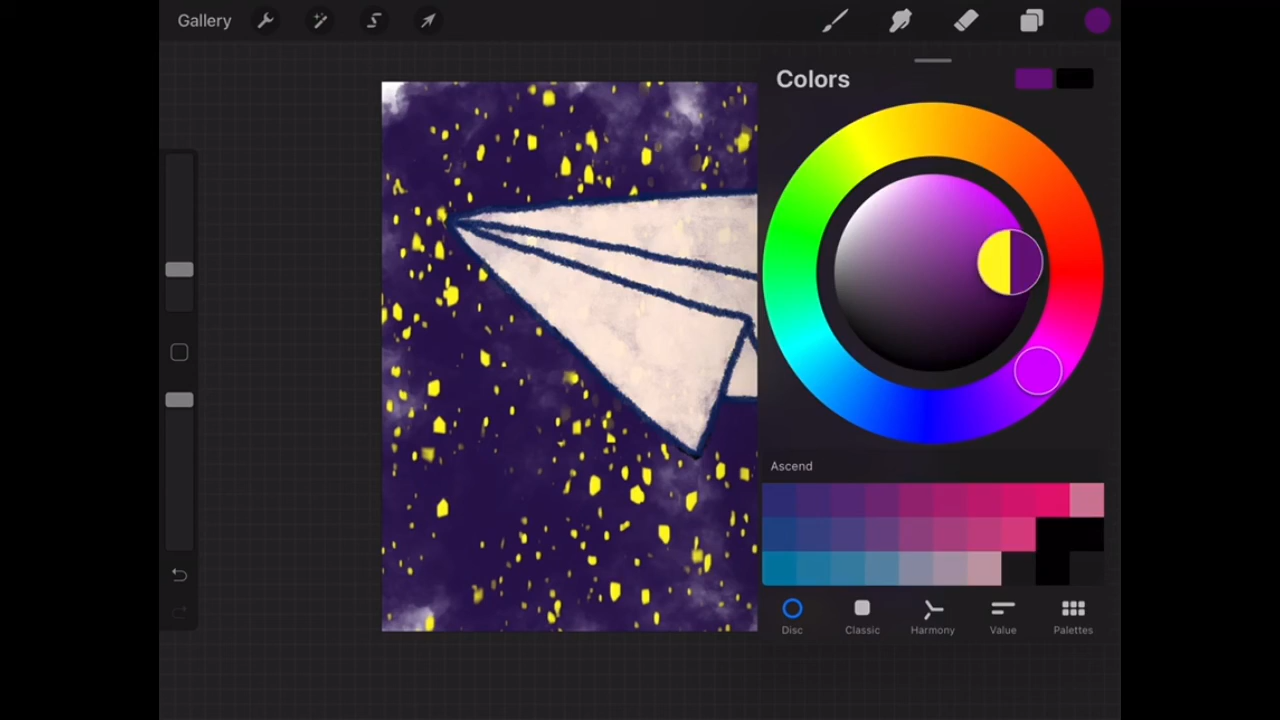 Gallery
Colors
Ascend
Disc
Classic
Harmony
Value
Palettes